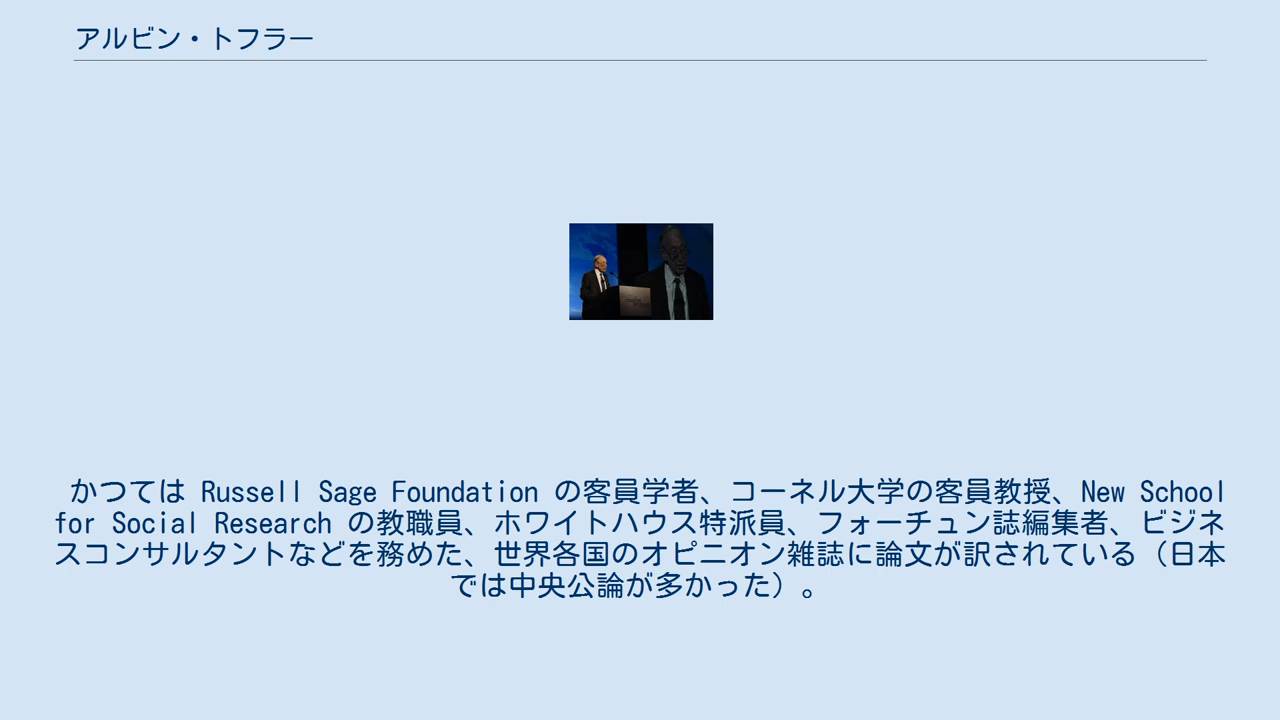 アルビン・トフラー
かつては Russell Sage Foundation の客員学者、コーネル大学の客員教授、New School
for Social Research の教職員、ホワイトハウス特派員、フォーチュン誌編集者、ビジネ
スコンサルタントなどを務めた、世界各国のオピニオン雑誌に論文が訳されている（日本
では中央公論が多かった）。